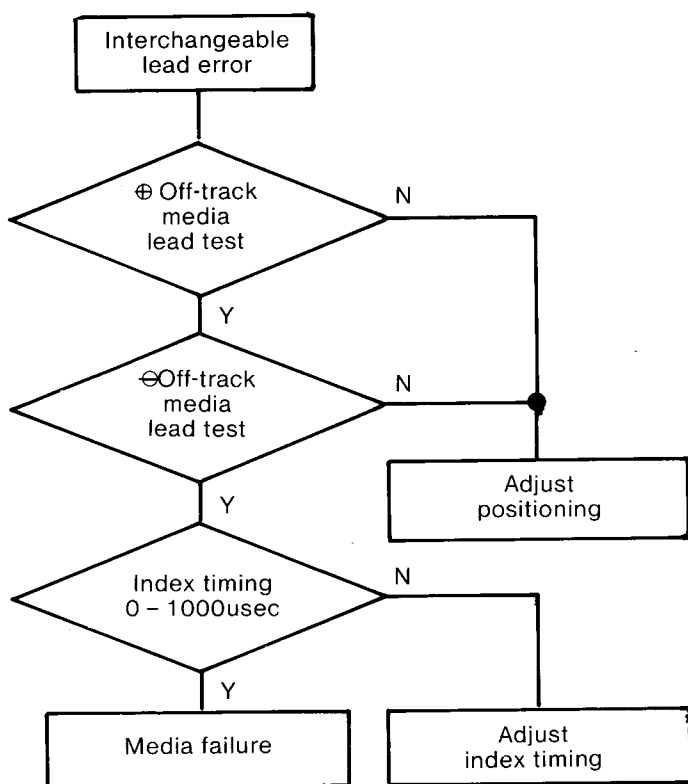 Interchangeable
lead error
⊕ Off-track
media
lead test
N
Y
⊖Off-track
media
lead test
N
Y
Adjust
positioning
Index timing
0 – 1000usec
N
Y
Media failure
Adjust
index timing